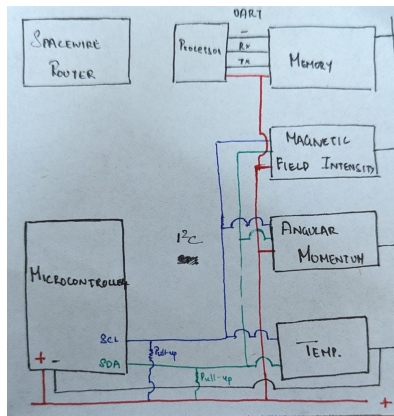 UART
SPACEWIRE
ROUTER
PROCESSOR
-
RX
TX
MEMORY
MAGNETIC
FIELD INTENSITY
I²C
ANGULAR
MOMENTUM
MICROCONTROLLER
SCL
Pull-up
SDA
Pull-up
TEMP.
+ -
+